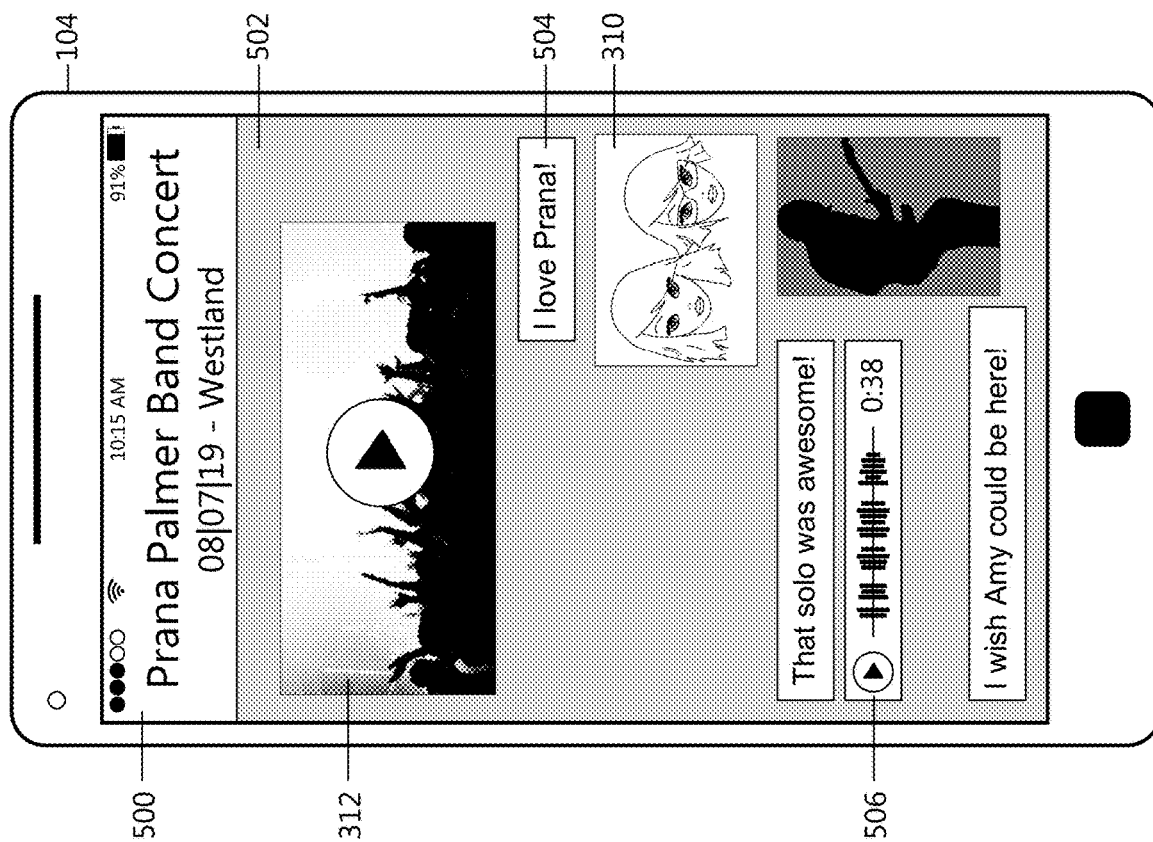 104
502
504
310
10:15 AM
91%
Prana Palmer Band Concert
08|07|19 - Westland
I love Prana!
That solo was awesome!
0:38
I wish Amy could be here!
500
312
506